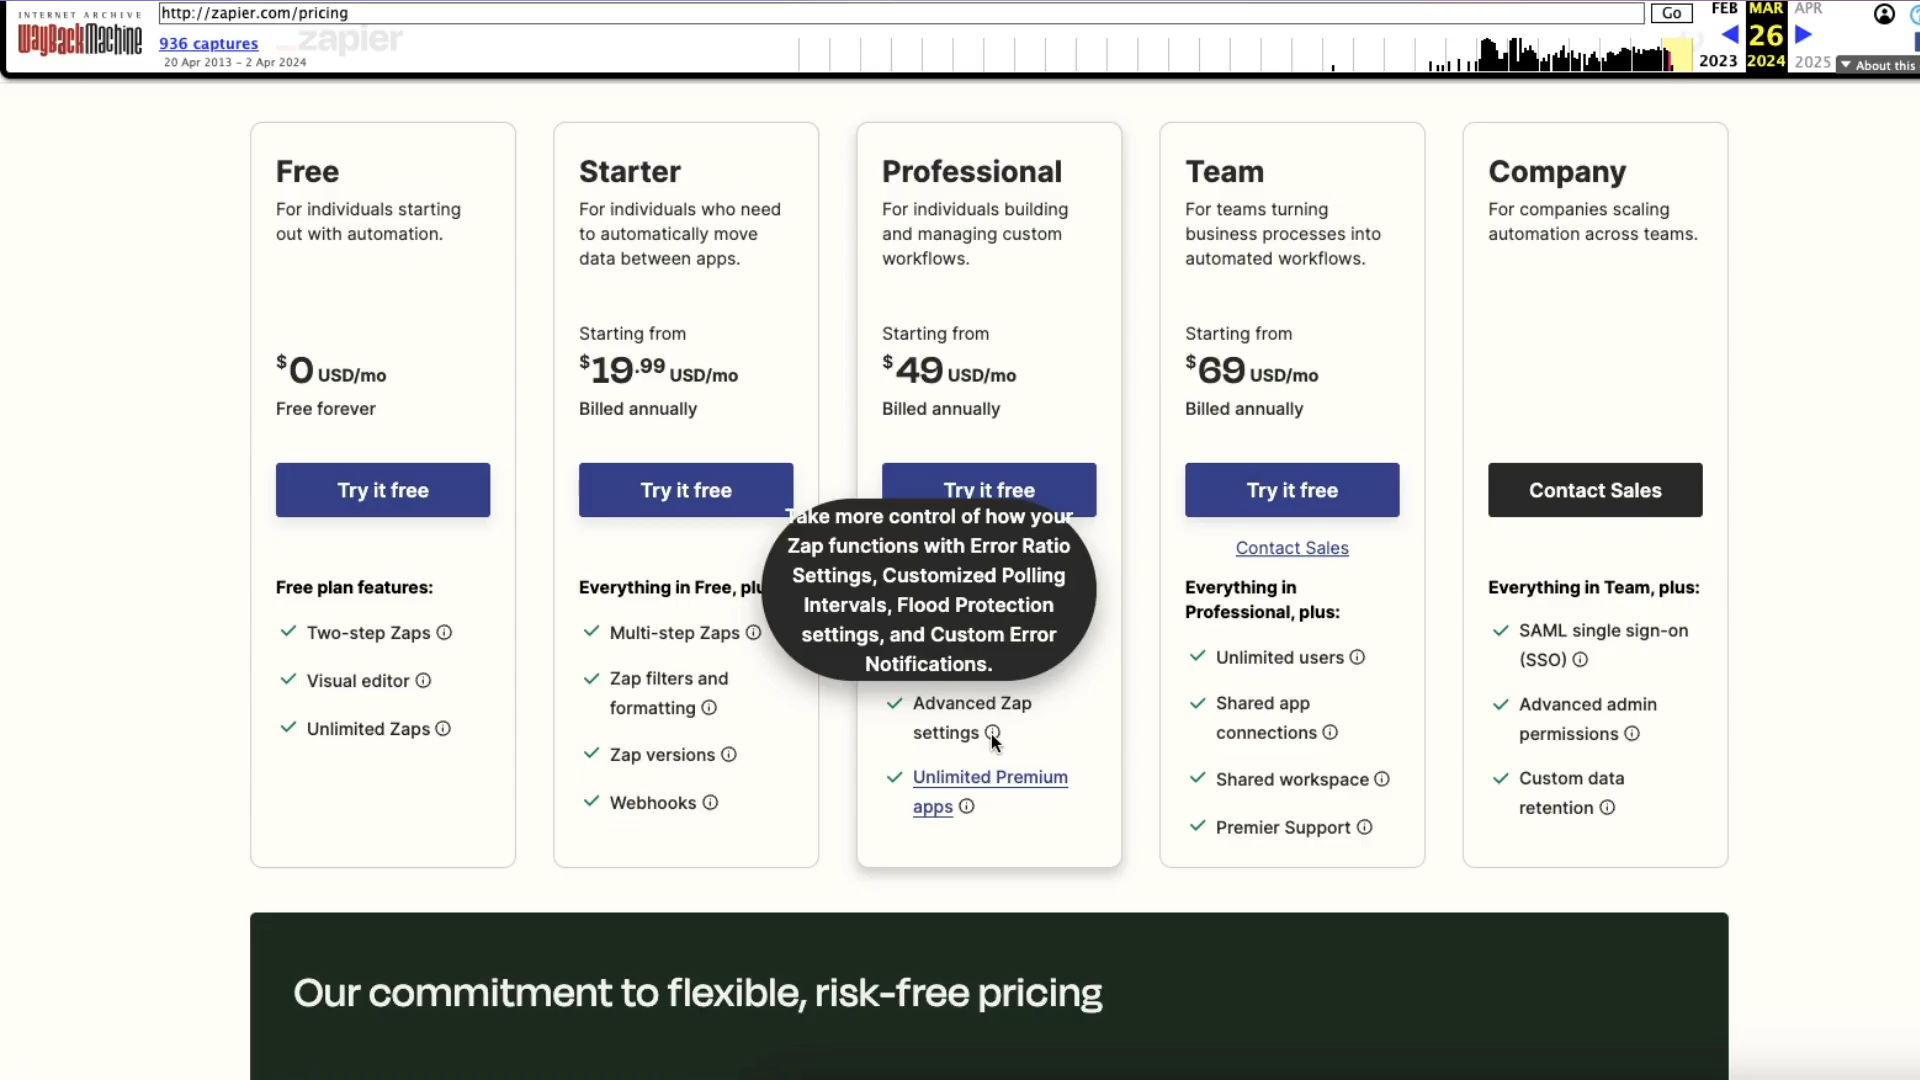 INTERNET ARCHIVE
WayBackMachine
http://zapier.com/pricing
Go
936 captures
20 Apr 2013 – 2 Apr 2024
zapier
FEB MAR APR
26
2023 2024 2025
About this
Free
For individuals starting
out with automation.
$0 USD/mo
Free forever
Try it free
Free plan features:
Two-step Zaps
Visual editor
Unlimited Zaps
Starter
For individuals who need
to automatically move
data between apps.
Starting from
$19.99 USD/mo
Billed annually
Try it free
Everything in Free, plu
Multi-step Zaps
Zap filters and
formatting
Zap versions
Webhooks
Professional
For individuals building
and managing custom
workflows.
Starting from
$49 USD/mo
Billed annually
Try it free
Take more control of how your
Zap functions with Error Ratio
Settings, Customized Polling
Intervals, Flood Protection
settings, and Custom Error
Notifications.
Advanced Zap
settings
Unlimited Premium
apps
Team
For teams turning
business processes into
automated workflows.
Starting from
$69 USD/mo
Billed annually
Try it free
Contact Sales
Everything in
Professional, plus:
Unlimited users
Shared app
connections
Shared workspace
Premier Support
Company
For companies scaling
automation across teams.
Contact Sales
Everything in Team, plus:
SAML single sign-on
(SSO)
Advanced admin
permissions
Custom data
retention
Our commitment to flexible, risk-free pricing